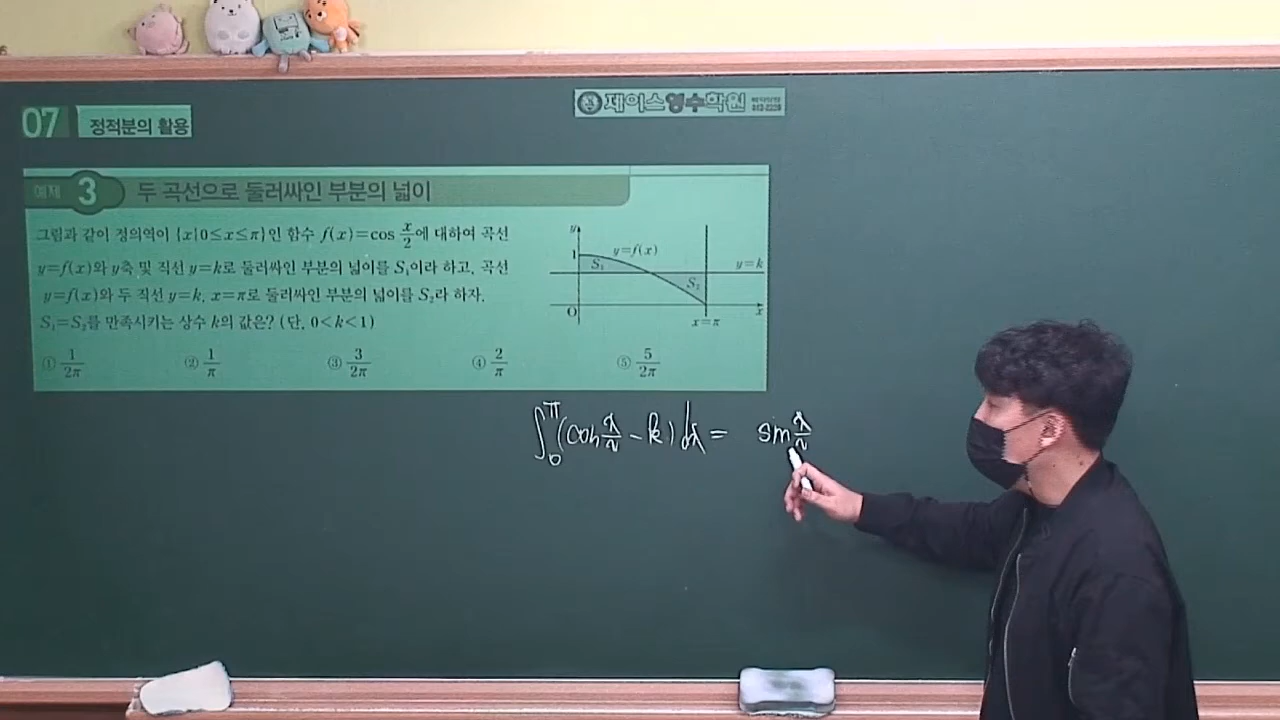 07 정적분의 활용
제이스영수학원
예제 3 두 곡선으로 둘러싸인 부분의 넓이
그림과 같이 정의역이 {x|0≤x≤π}인 함수 f(x)=cos x/2에 대하여 곡선
y=f(x)와 y축 및 직선 y=k로 둘러싸인 부분의 넓이를 S₁이라 하고, 곡선
y=f(x)와 두 직선 y=k, x=π로 둘러싸인 부분의 넓이를 S₂라 하자.
S₁=S₂를 만족시키는 상수 k의 값은? (단, 0<k<1)
y
1
y=f(x)
S₁
y=k
S₂
O
x=π
x
① 1/2π ② 1/π ③ 3/2π ④ 2/π ⑤ 5/2π
∫₀^π (cos x/2 - k) dx = sin x/2